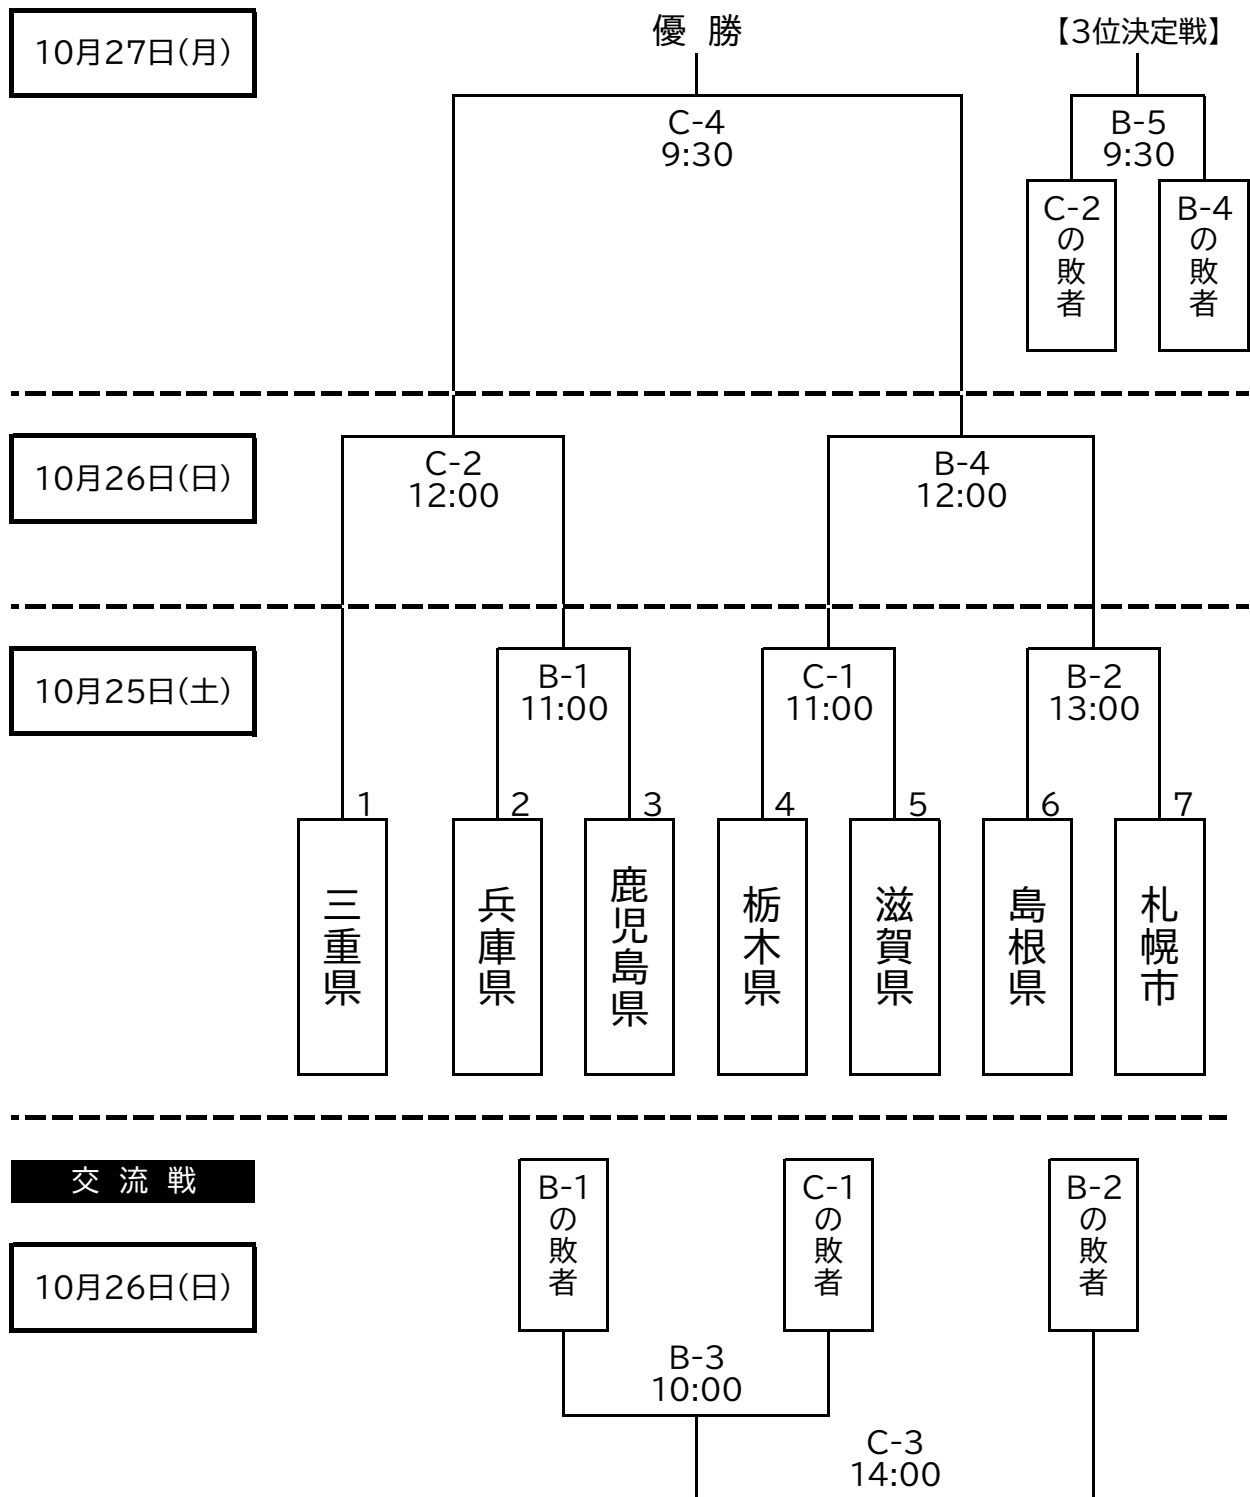 10月27日(月)
優 勝
【3位決定戦】
C-4
9:30
B-5
9:30
C-2の敗者
B-4の敗者
10月26日(日)
C-2
12:00
B-4
12:00
10月25日(土)
B-1
11:00
C-1
11:00
B-2
13:00
1
2
3
4
5
6
7
三重県
兵庫県
鹿児島県
栃木県
滋賀県
島根県
札幌市
交 流 戦
B-1の敗者
C-1の敗者
B-2の敗者
10月26日(日)
B-3
10:00
C-3
14:00